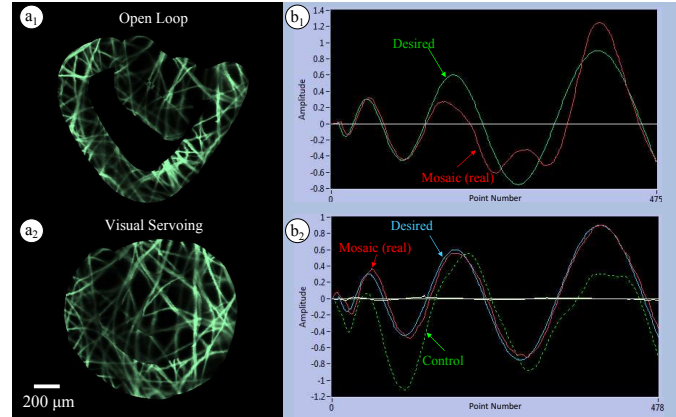 a1
Open Loop
b1
1.4
1.2
1
0.8
0.6
0.4
0.2
0
-0.2
-0.4
-0.6
-0.8
Amplitude
Desired
Mosaic (real)
0
Point Number
475
a2
Visual Servoing
200 μm
b2
1
0.8
0.6
0.4
0.2
0
-0.2
-0.4
-0.6
-0.8
-1
-1.2
Amplitude
Mosaic (real)
Desired
Control
0
Point Number
478